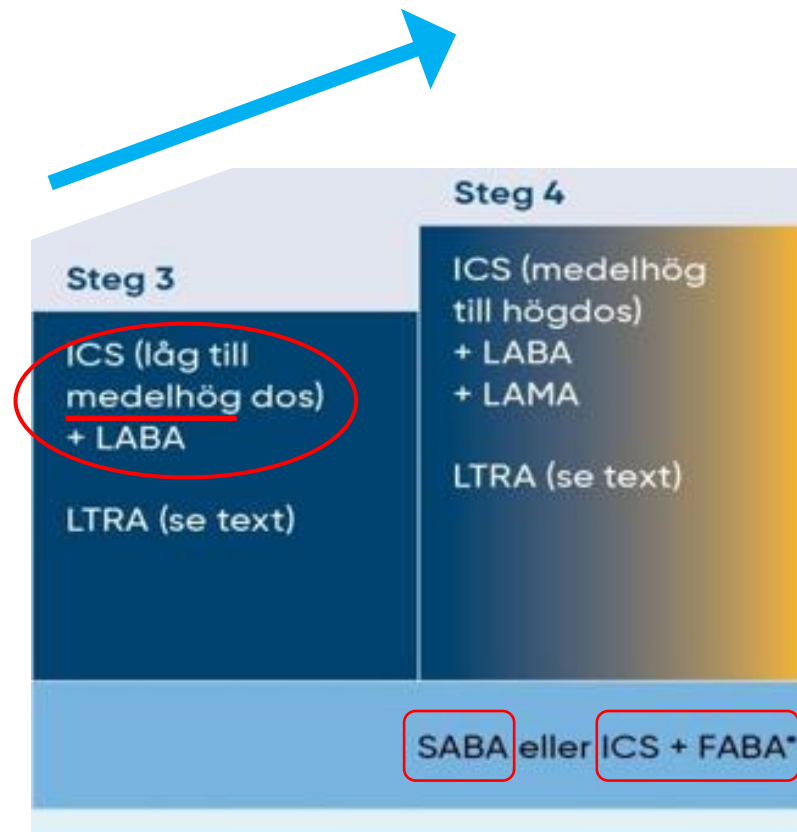 Steg 3
ICS (låg till
medelhög dos)
+ LABA
LTRA (se text)
Steg 4
ICS (medelhög
till högdos)
+ LABA
+ LAMA
LTRA (se text)
SABA eller ICS + FABA*